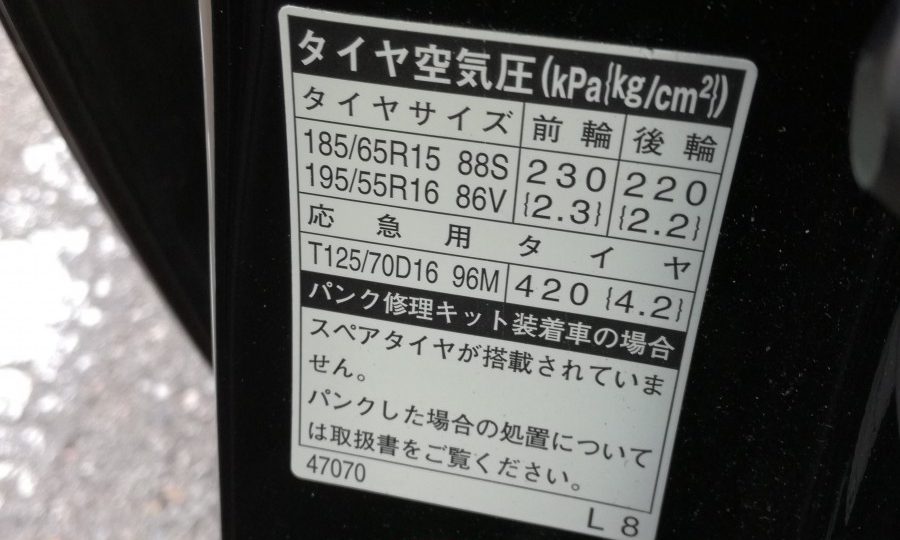 タイヤ空気圧(kPa{kg/cm²})
タイヤサイズ 前輪 後輪
185/65R15 88S 230 220
195/55R16 86V {2.3} {2.2}
応急用タイヤ
T125/70D16 96M 420 {4.2}
パンク修理キット装着車の場合
スペアタイヤが搭載されていま
せん。
パンクした場合の処置について
は取扱書をご覧ください。
47070
L 8